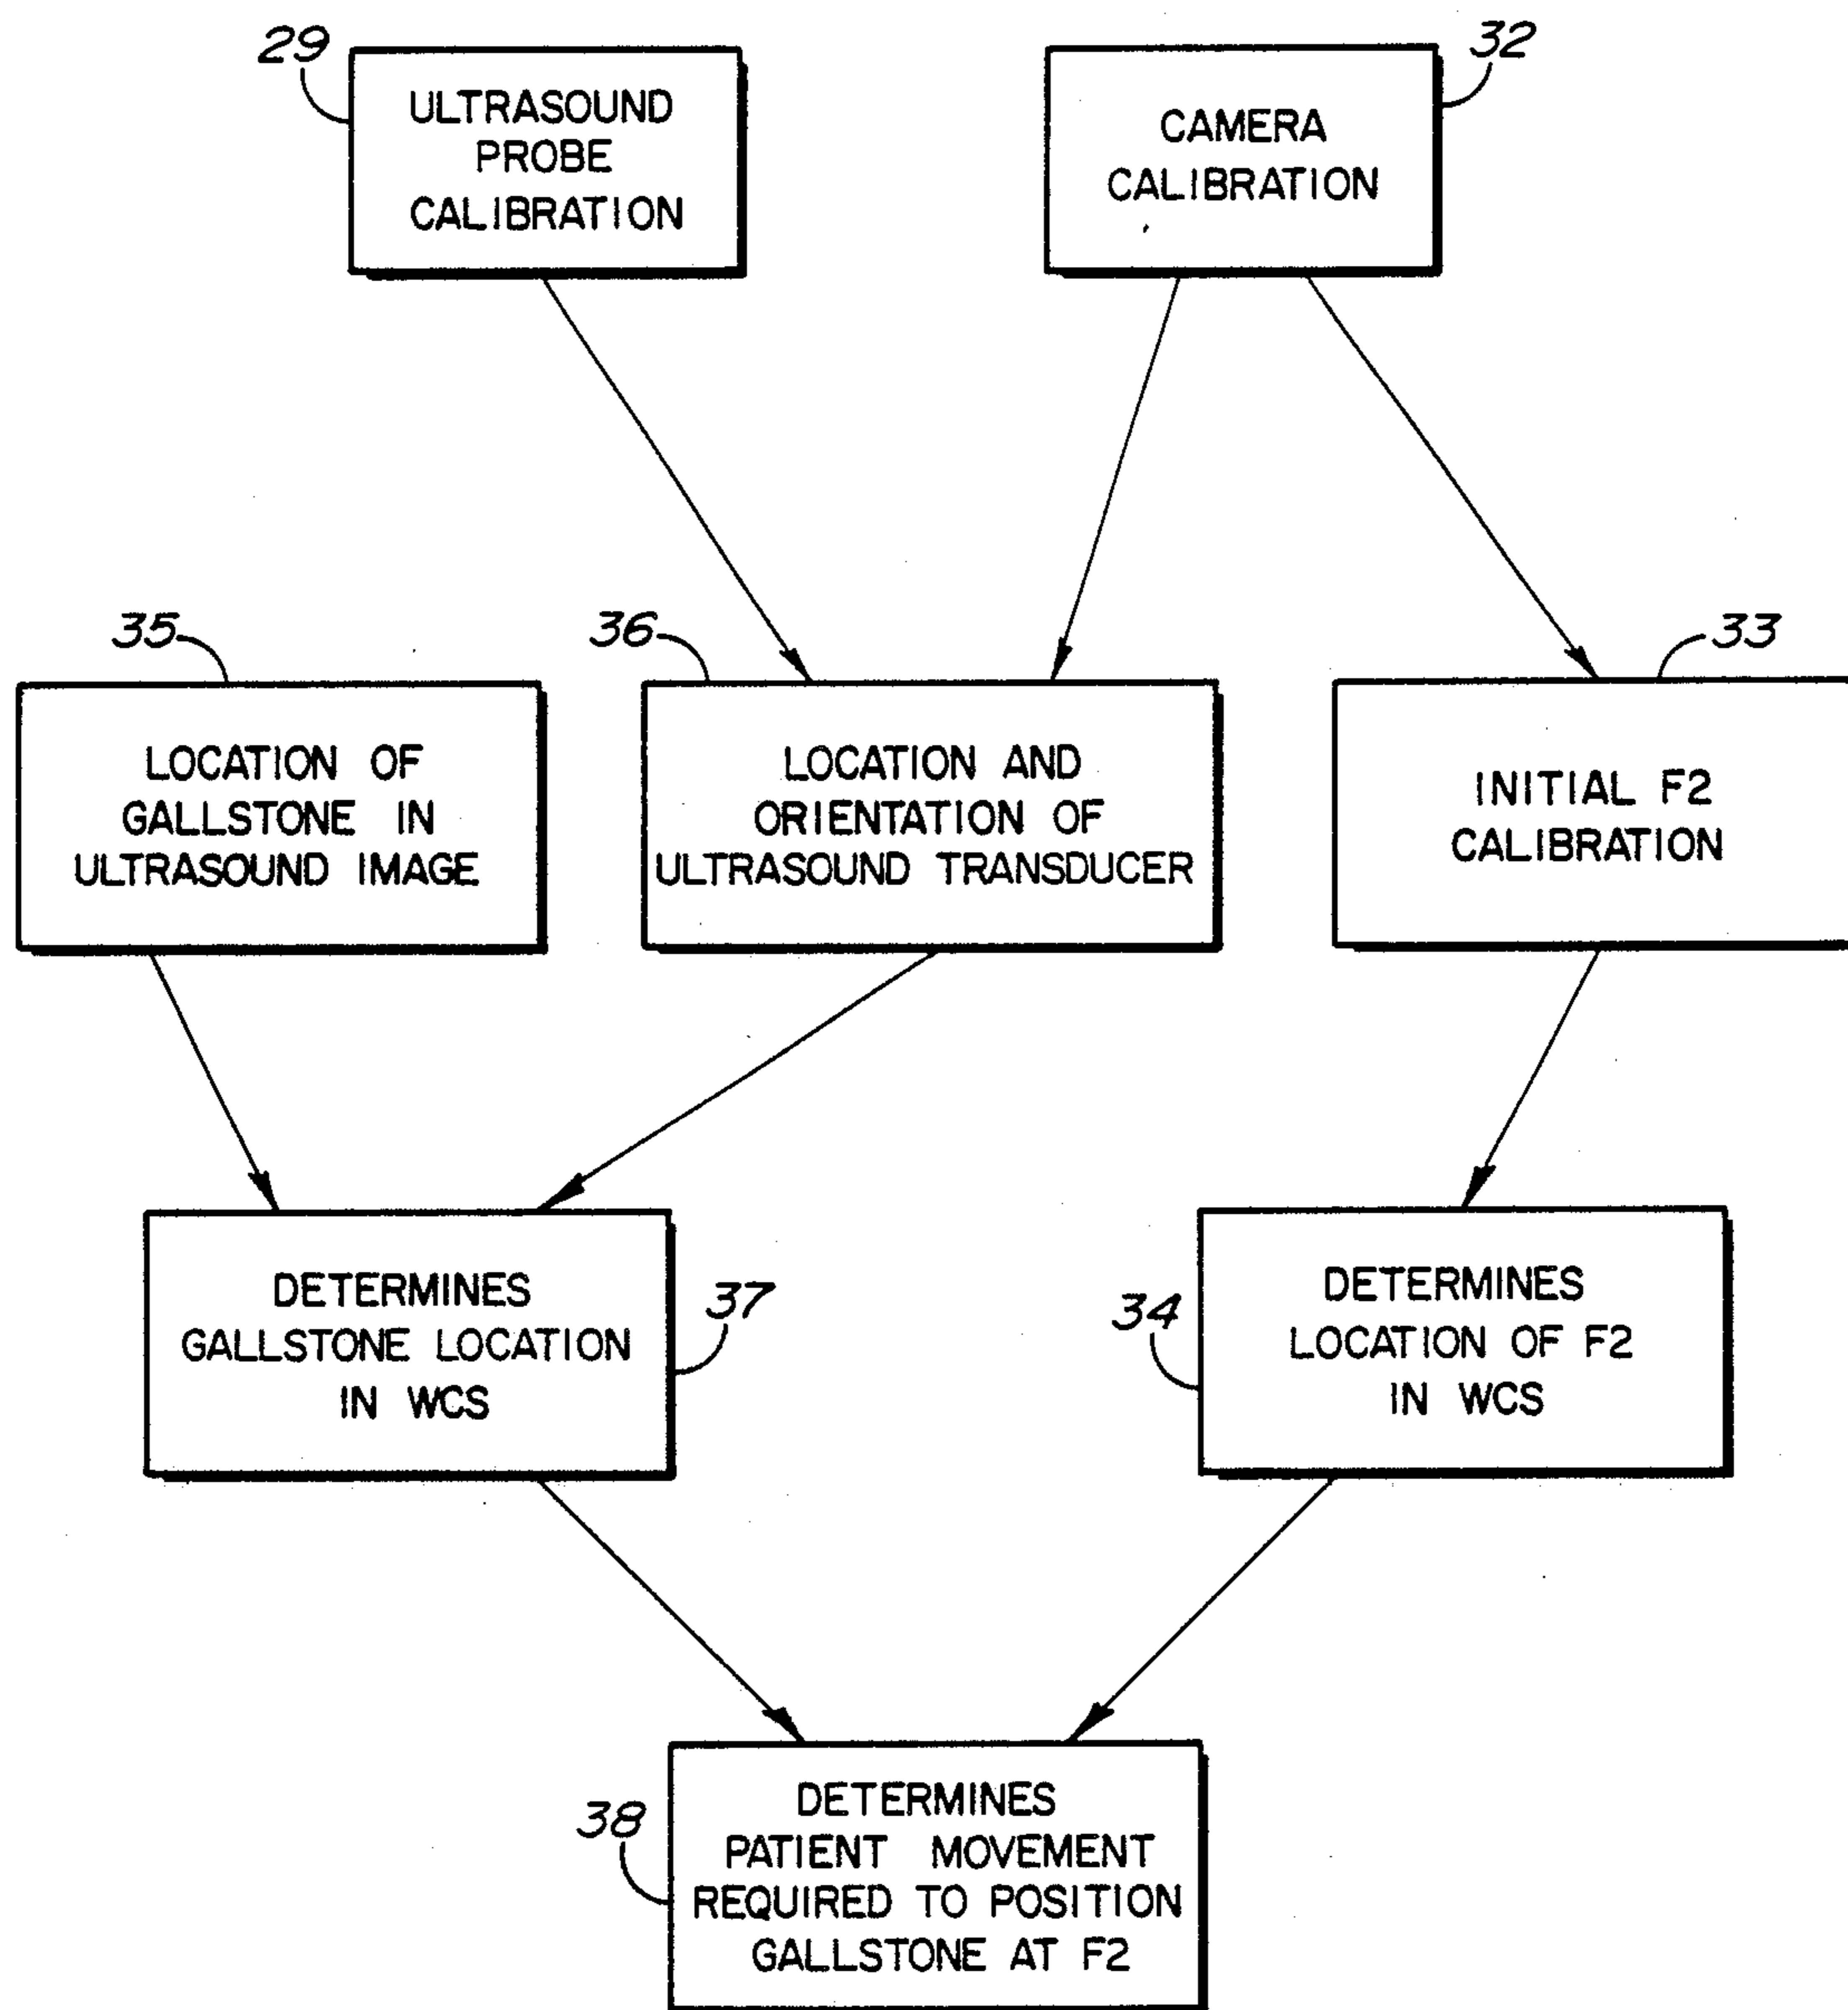 29
ULTRASOUND
PROBE
CALIBRATION
32
CAMERA
CALIBRATION
35
LOCATION OF
GALLSTONE IN
ULTRASOUND IMAGE
36
LOCATION AND
ORIENTATION OF
ULTRASOUND TRANSDUCER
33
INITIAL F2
CALIBRATION
37
DETERMINES
GALLSTONE LOCATION
IN WCS
34
DETERMINES
LOCATION OF F2
IN WCS
38
DETERMINES
PATIENT MOVEMENT
REQUIRED TO POSITION
GALLSTONE AT F2